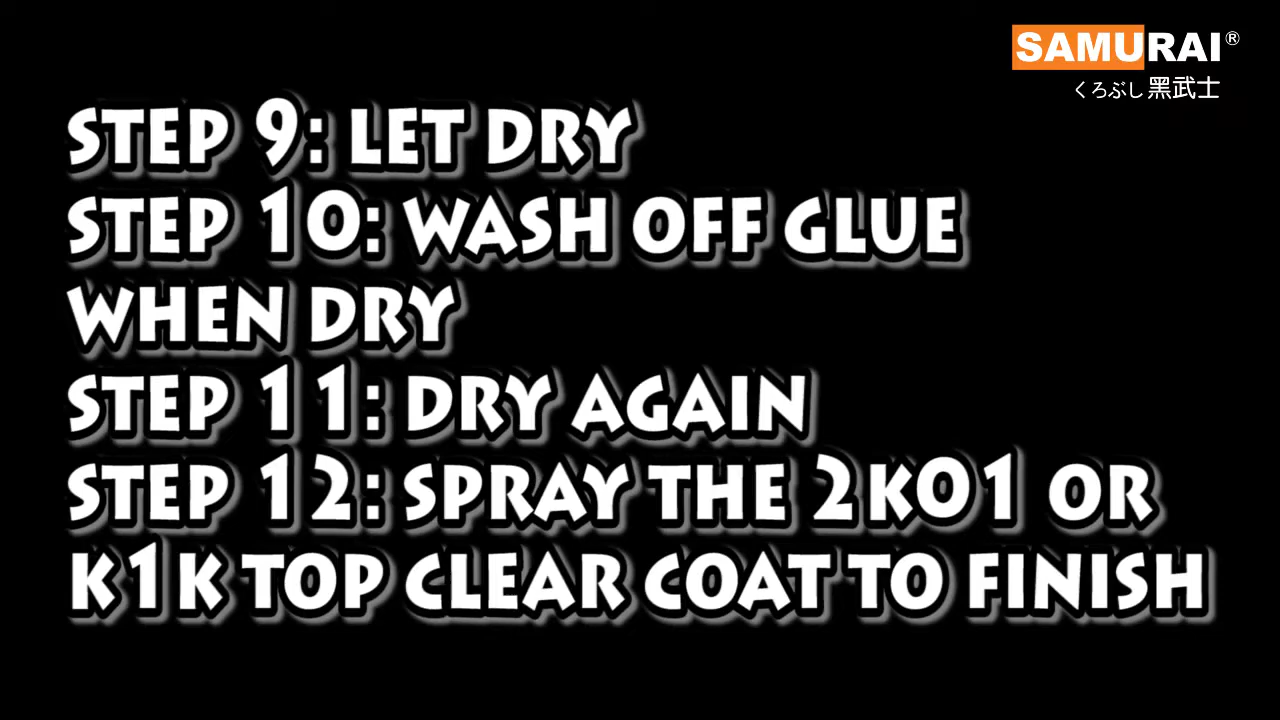 SAMURAI®
くろぶし黑武士
STEP 9: LET DRY
STEP 10: WASH OFF GLUE
WHEN DRY
STEP 11: DRY AGAIN
STEP 12: SPRAY THE 2K01 OR
K1K TOP CLEAR COAT TO FINISH